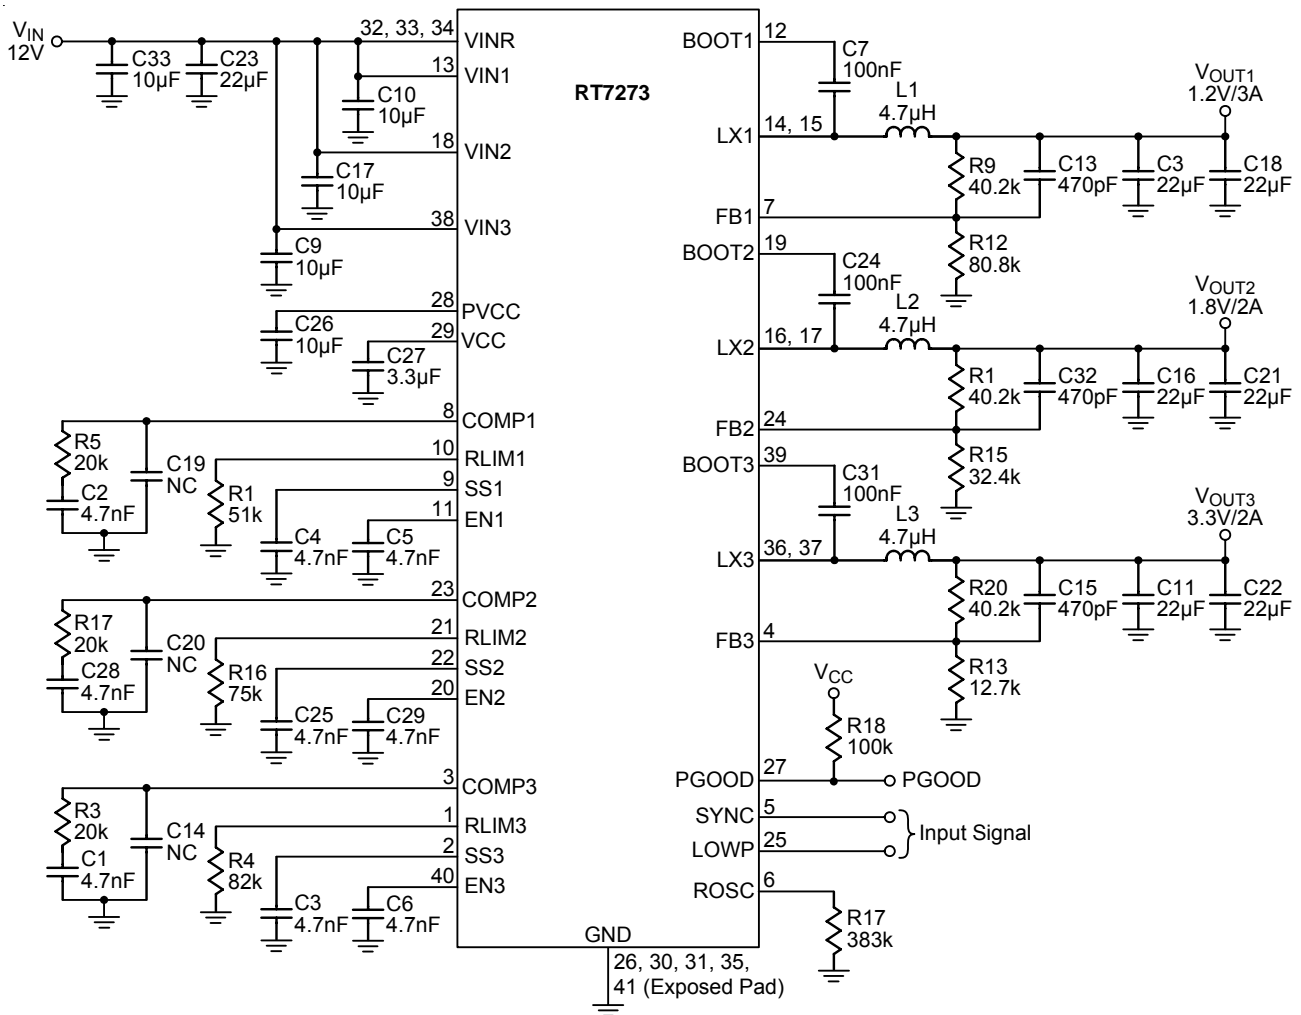 VIN
12V
C33
10µF
C23
22µF
32, 33, 34
VINR
13
VIN1
C10
10µF
18
VIN2
C17
10µF
38
VIN3
C9
10µF
28
PVCC
C26
10µF
29
VCC
C27
3.3µF
8
COMP1
R5
20k
C2
4.7nF
C19
NC
10
RLIM1
R1
51k
9
SS1
C4
4.7nF
11
EN1
C5
4.7nF
23
COMP2
R17
20k
C28
4.7nF
C20
NC
21
RLIM2
R16
75k
22
SS2
C25
4.7nF
20
EN2
C29
4.7nF
3
COMP3
R3
20k
C1
4.7nF
C14
NC
1
RLIM3
R4
82k
2
SS3
C3
4.7nF
40
EN3
C6
4.7nF
RT7273
GND
26, 30, 31, 35,
41 (Exposed Pad)
BOOT1
12
C7
100nF
L1
4.7µH
VOUT1
1.2V/3A
LX1
14, 15
R9
40.2k
C13
470pF
C3
22µF
C18
22µF
FB1
7
R12
80.8k
BOOT2
19
C24
100nF
L2
4.7µH
VOUT2
1.8V/2A
LX2
16, 17
R1
40.2k
C32
470pF
C16
22µF
C21
22µF
FB2
24
R15
32.4k
BOOT3
39
C31
100nF
L3
4.7µH
VOUT3
3.3V/2A
LX3
36, 37
R20
40.2k
C15
470pF
C11
22µF
C22
22µF
FB3
4
R13
12.7k
VCC
R18
100k
PGOOD
27
PGOOD
SYNC
5
Input Signal
LOWP
25
ROSC
6
R17
383k